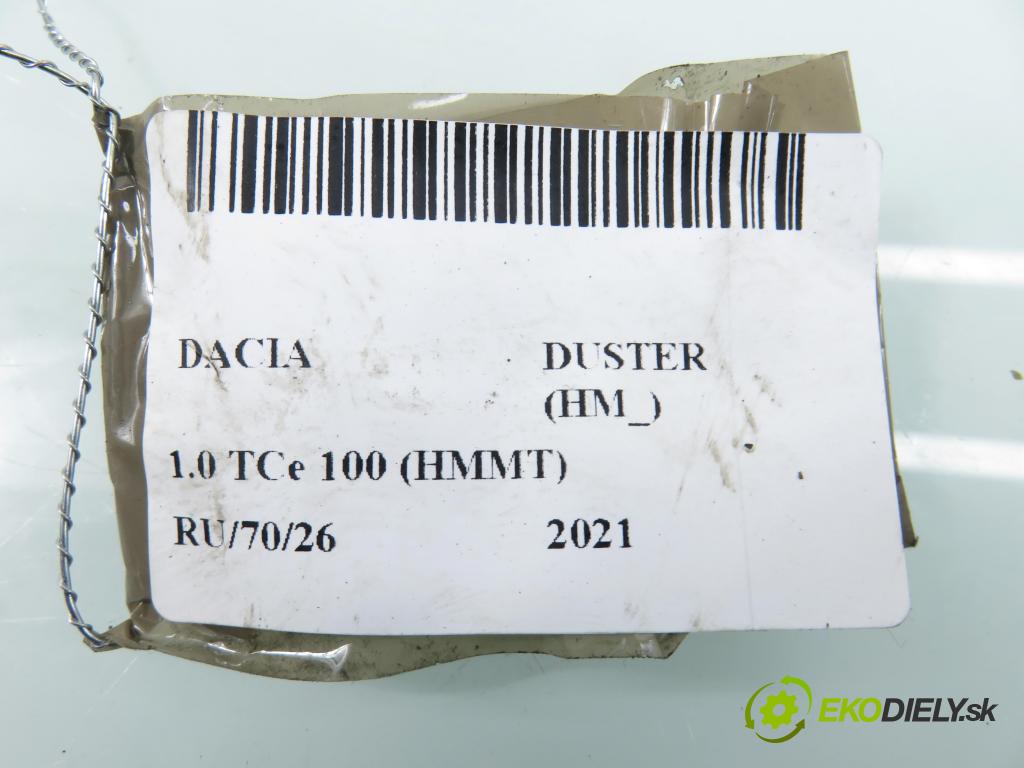 DACIA DUSTER
(HM_)
1.0 TCe 100 (HMMT)
RU/70/26 2021
EKODIELY.sk